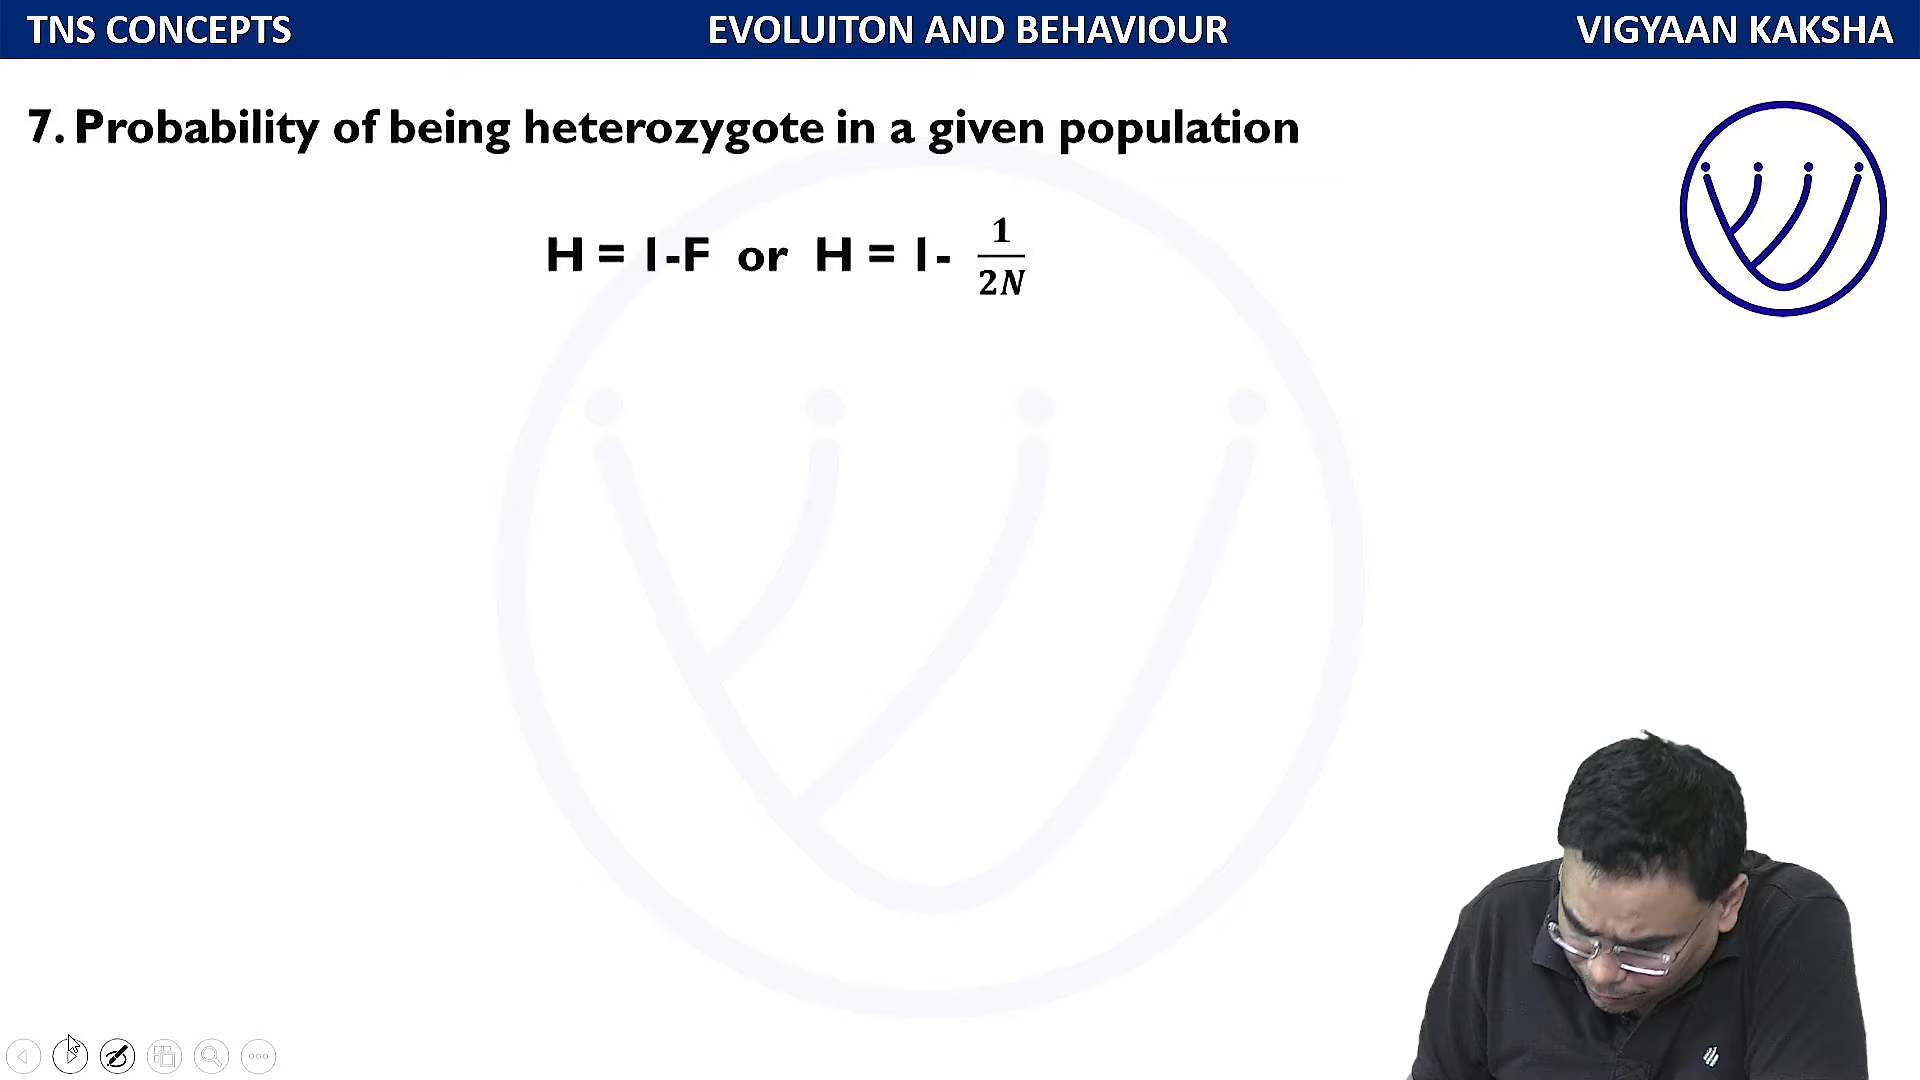 TNS CONCEPTS EVOLUITON AND BEHAVIOUR VIGYAAN KAKSHA
7. Probability of being heterozygote in a given population
H = 1-F or H = 1- 1/2N